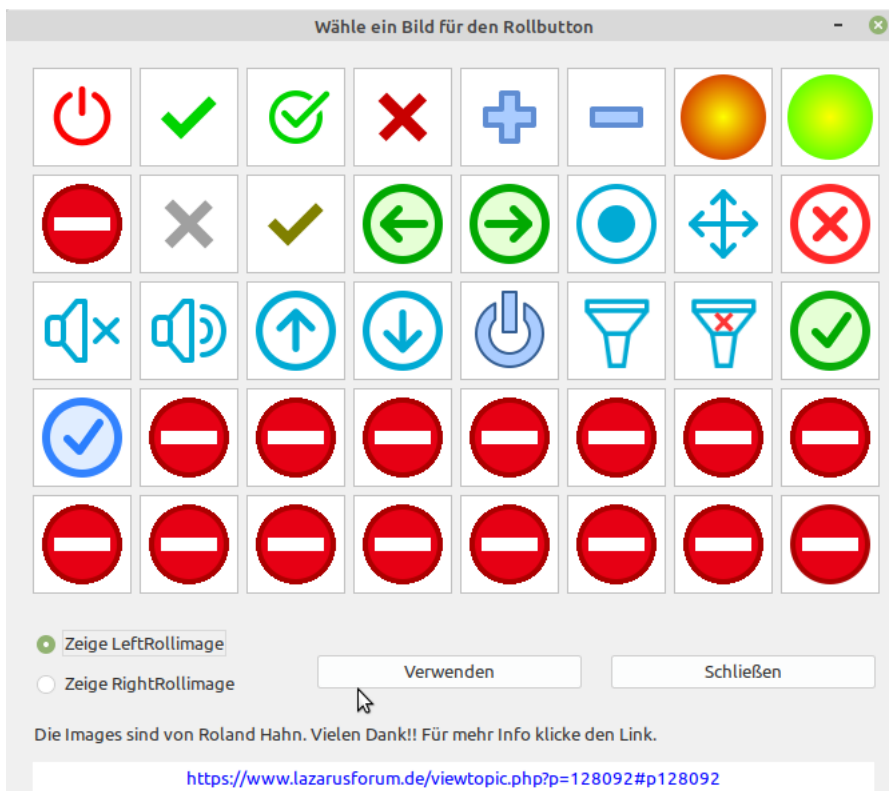 Wähle ein Bild für den Rollbutton
Zeige LeftRollimage
Zeige RightRollimage
Verwenden
Schließen
Die Images sind von Roland Hahn. Vielen Dank!! Für mehr Info klicke den Link.
https://www.lazarusforum.de/viewtopic.php?p=128092#p128092